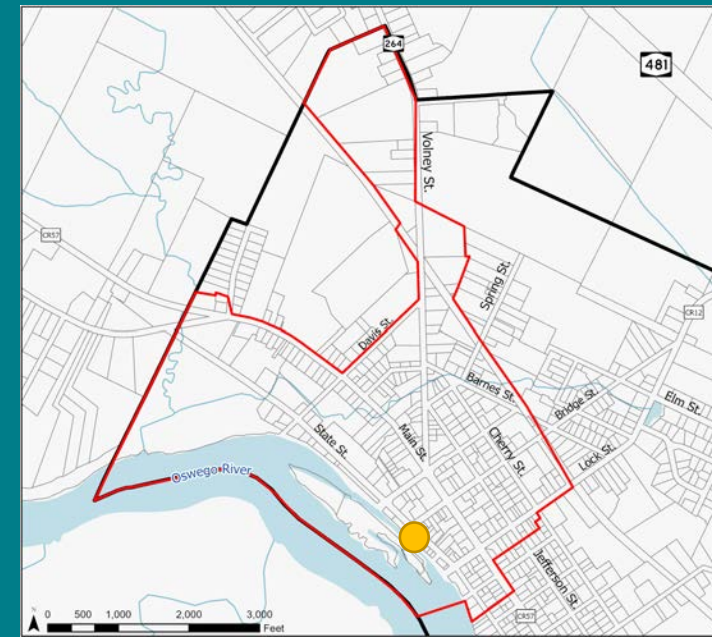 264
481
Volney St.
CR57
Spring St.
CR12
Davis St.
Barnes St.
Bridge St.
Elm St.
State St.
Main St.
Cherry St.
Lock St.
Oswego River
Jefferson St.
CR57
N
0 500 1,000 2,000 3,000
Feet